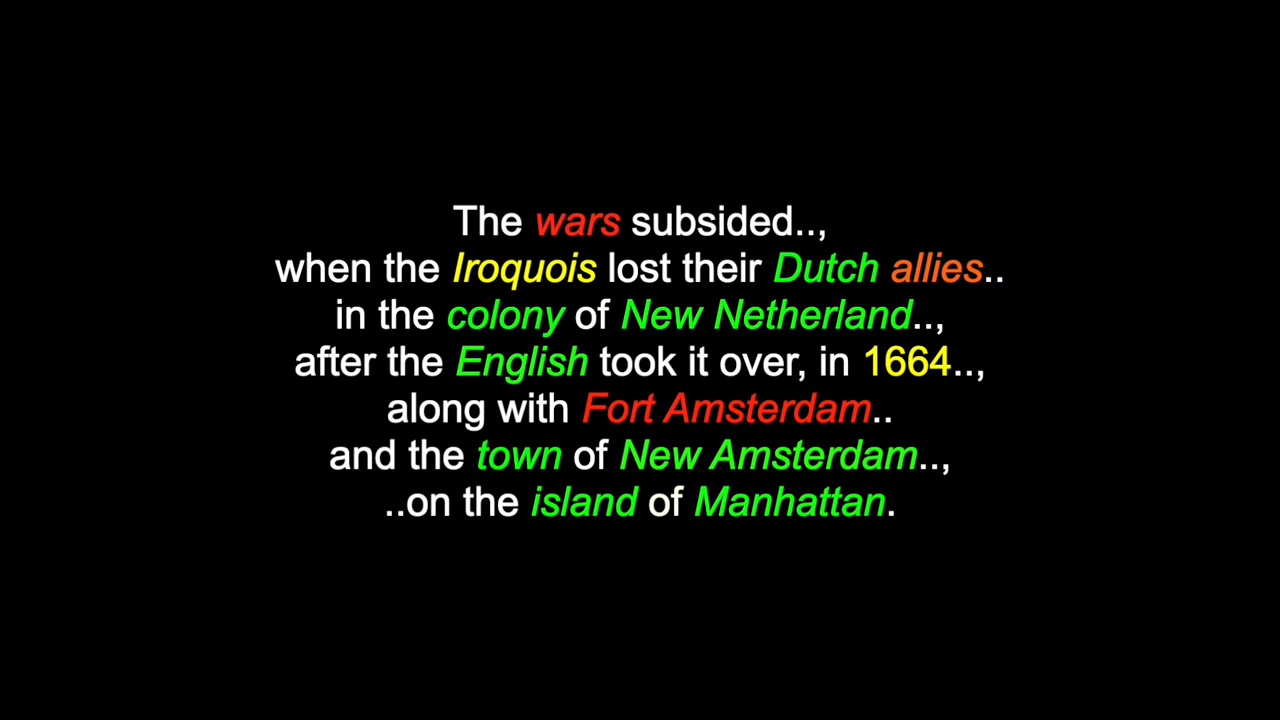 The wars subsided..,
when the Iroquois lost their Dutch allies..
in the colony of New Netherland..,
after the English took it over, in 1664..,
along with Fort Amsterdam..
and the town of New Amsterdam..,
..on the island of Manhattan.